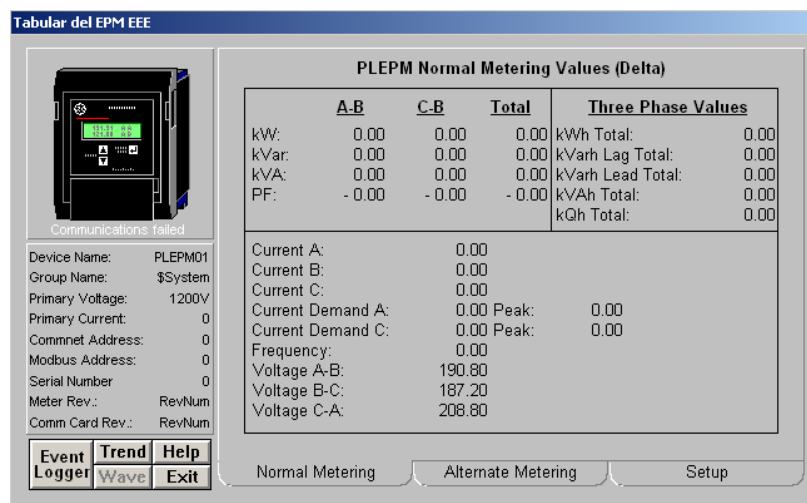 Tabular del EPM EEE
PLEPM Normal Metering Values (Delta)
A-B C-B Total Three Phase Values
kW: 0.00 0.00 0.00 kWh Total: 0.00
kVar: 0.00 0.00 0.00 kVarh Lag Total: 0.00
kVA: 0.00 0.00 0.00 kVarh Lead Total: 0.00
PF: - 0.00 - 0.00 - 0.00 kVAh Total: 0.00
kQh Total: 0.00
Communications failed
Device Name: PLEPM01
Group Name: $System
Primary Voltage: 1200V
Primary Current: 0
Commnet Address: 0
Modbus Address: 0
Serial Number 0
Meter Rev.: RevNum
Comm Card Rev.: RevNum
Current A: 0.00
Current B: 0.00
Current C: 0.00
Current Demand A: 0.00 Peak: 0.00
Current Demand C: 0.00 Peak: 0.00
Frequency: 0.00
Voltage A-B: 190.80
Voltage B-C: 187.20
Voltage C-A: 208.80
Event Logger Trend Help
Wave Exit
Normal Metering Alternate Metering Setup